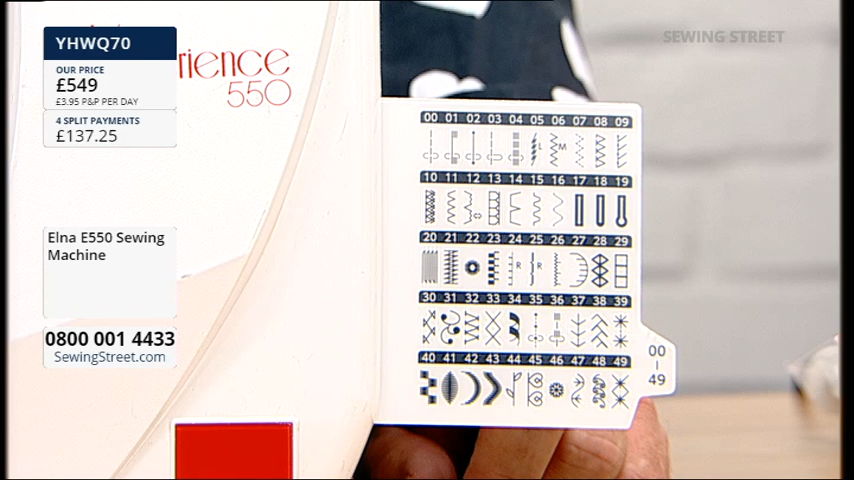 YHWQ70
OUR PRICE
£549
£3.95 P&P PER DAY
4 SPLIT PAYMENTS
£137.25
Elna E550 Sewing
Machine
0800 001 4433
SewingStreet.com
rience
550
SEWING STREET
00 01 02 03 04 05 06 07 08 09
L M
10 11 12 13 14 15 16 17 18 19
20 21 22 23 24 25 26 27 28 29
R R
30 31 32 33 34 35 36 37 38 39
40 41 42 43 44 45 46 47 48 49
00
–
49